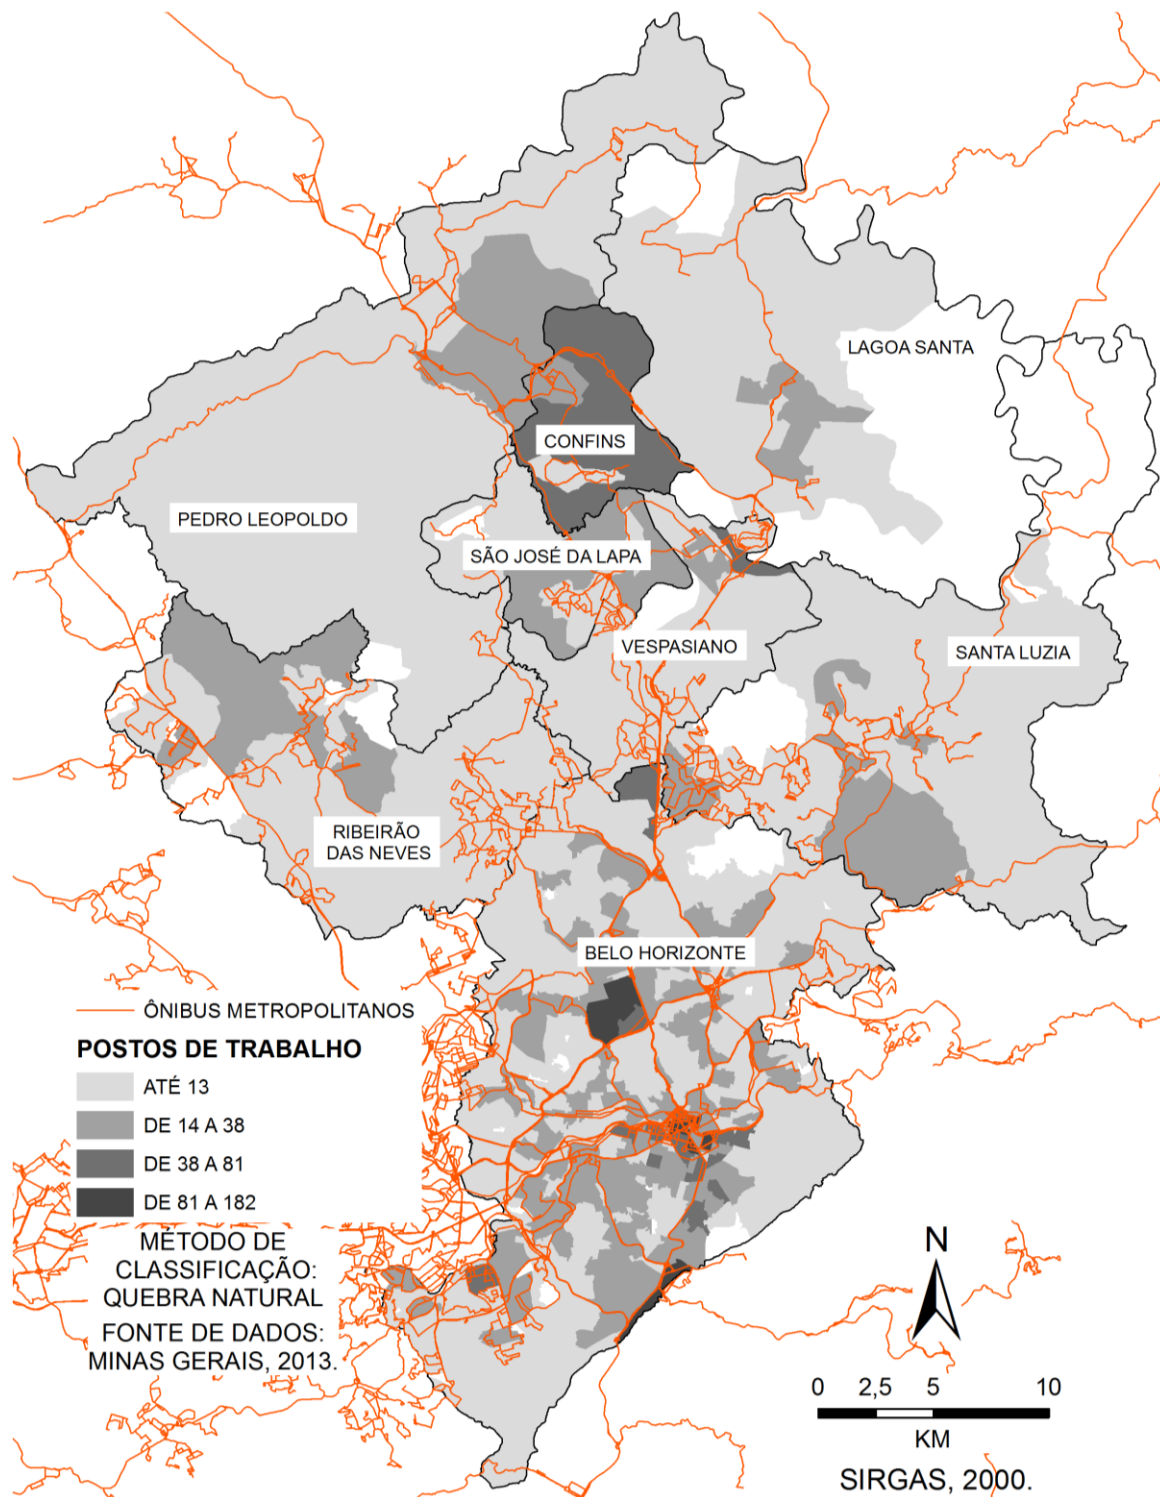 LAGOA SANTA
CONFINS
PEDRO LEOPOLDO
SÃO JOSÉ DA LAPA
VESPASIANO
SANTA LUZIA
RIBEIRÃO
DAS NEVES
BELO HORIZONTE
ÔNIBUS METROPOLITANOS
POSTOS DE TRABALHO
ATÉ 13
DE 14 A 38
DE 38 A 81
DE 81 A 182
MÉTODO DE
CLASSIFICAÇÃO:
QUEBRA NATURAL
FONTE DE DADOS:
MINAS GERAIS, 2013.
N
0 2,5 5 10
KM
SIRGAS, 2000.